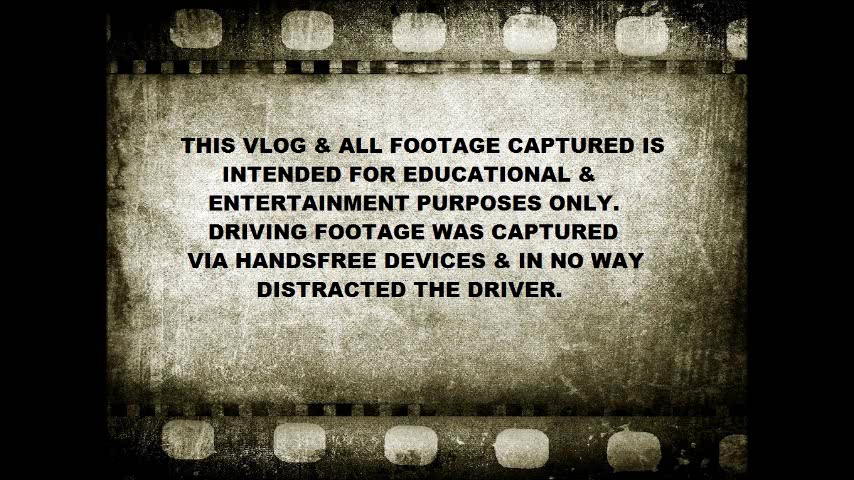 THIS VLOG & ALL FOOTAGE CAPTURED IS
INTENDED FOR EDUCATIONAL &
ENTERTAINMENT PURPOSES ONLY.
DRIVING FOOTAGE WAS CAPTURED
VIA HANDSFREE DEVICES & IN NO WAY
DISTRACTED THE DRIVER.